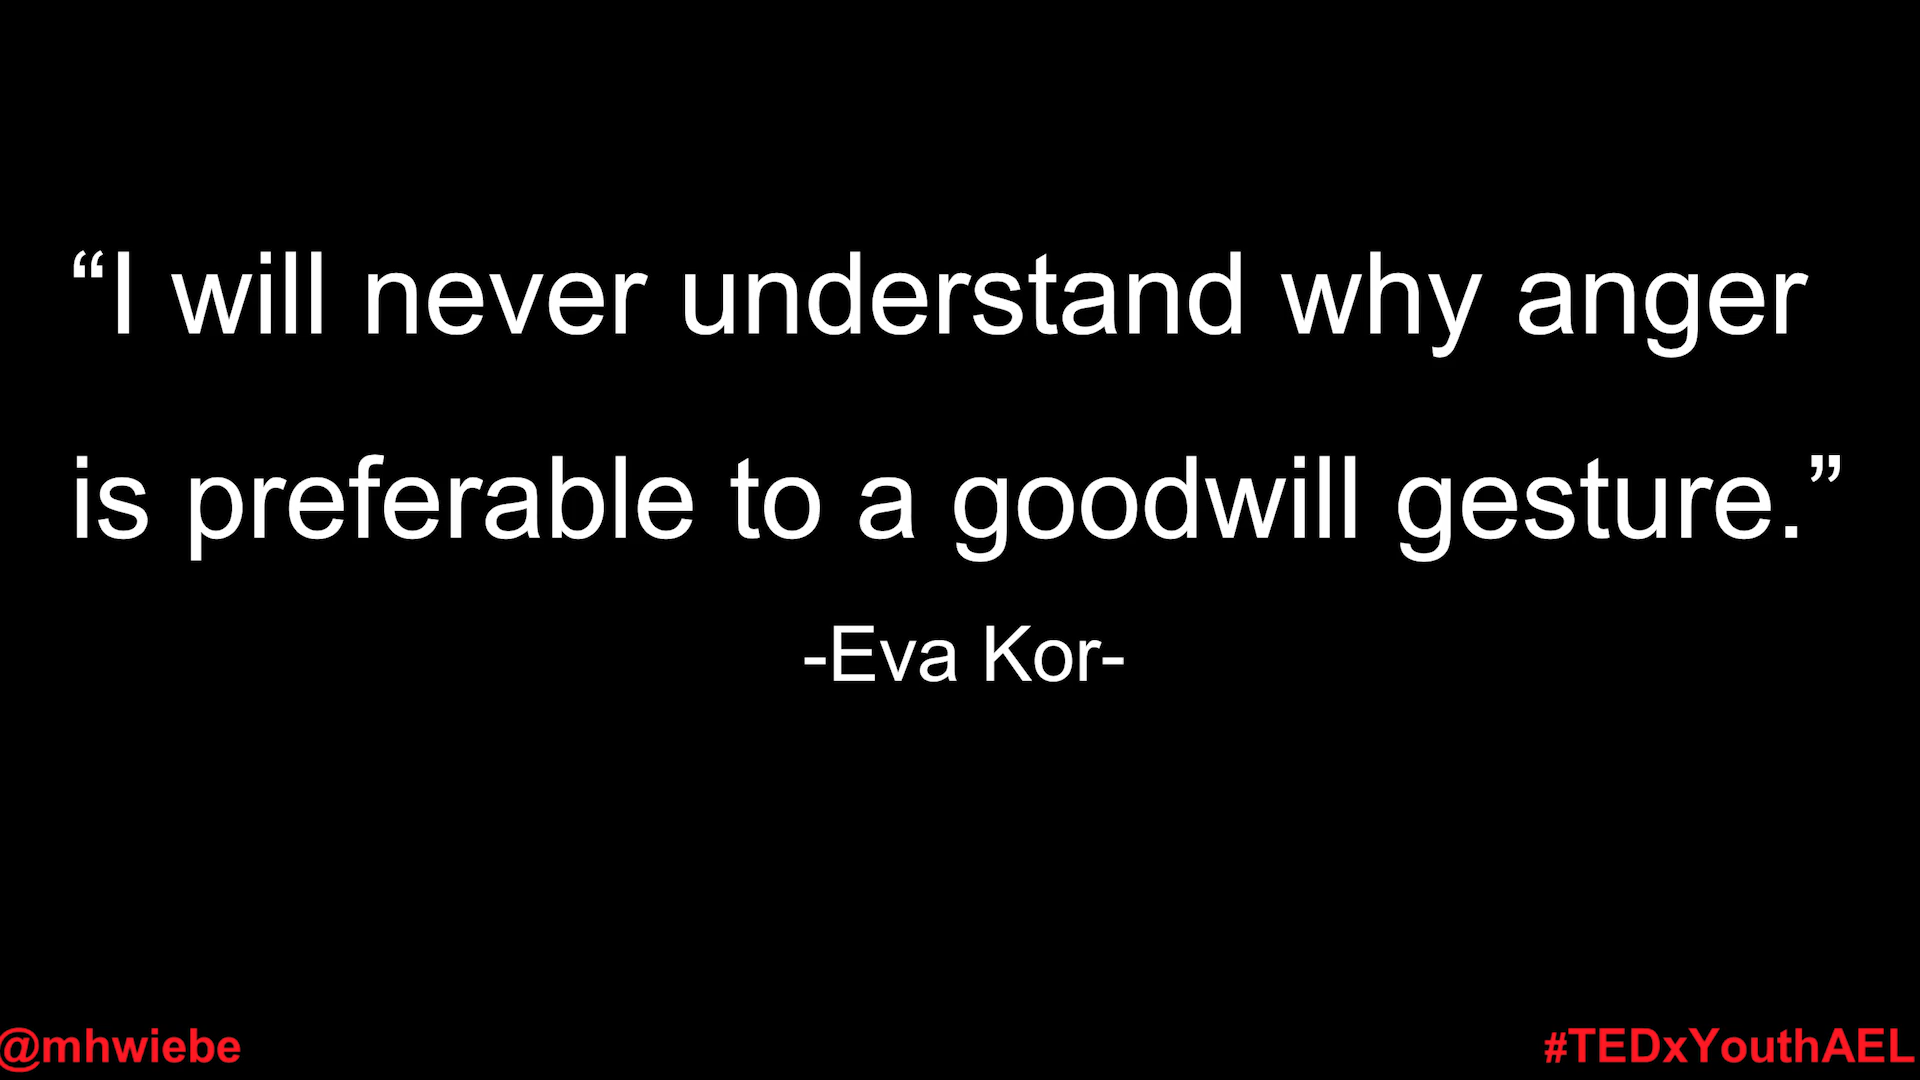 “I will never understand why anger
is preferable to a goodwill gesture.”
-Eva Kor-
@mhwiebe
#TEDxYouthAEL